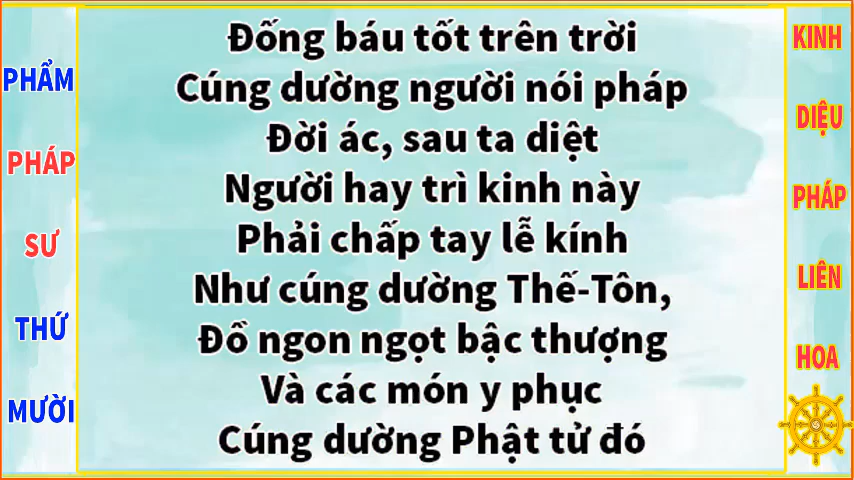 PHẨM
PHÁP
SƯ
THỨ
MƯỜI
Đống báu tốt trên trời
Cúng dường người nói pháp
Đời ác, sau ta diệt
Người hay trì kinh này
Phải chấp tay lễ kính
Như cúng dường Thế-Tôn,
Đồ ngon ngọt bậc thượng
Và các món y phục
Cúng dường Phật tử đó
KINH
DIỆU
PHÁP
LIÊN
HOA